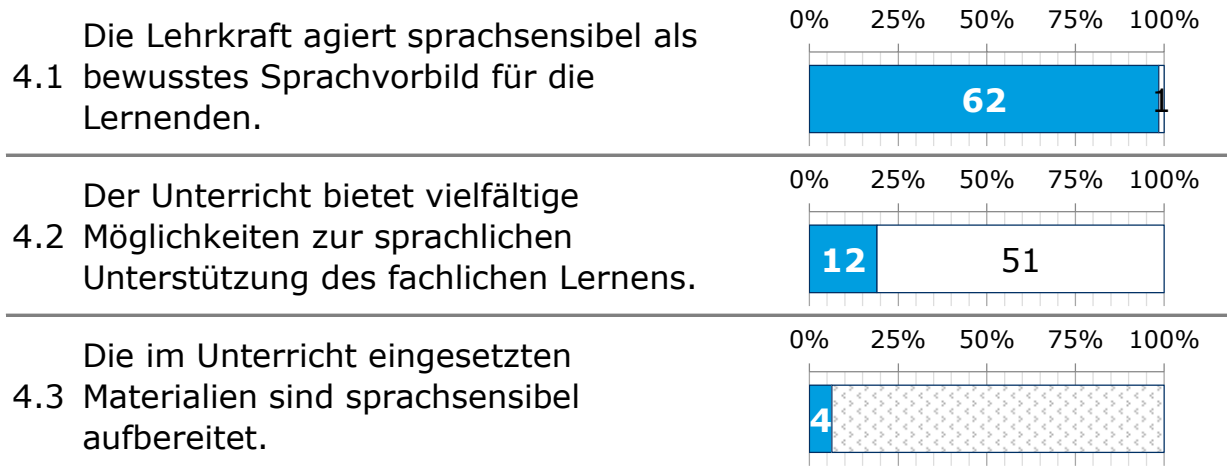 0% 25% 50% 75% 100%
Die Lehrkraft agiert sprachsensibel als
4.1 bewusstes Sprachvorbild für die
Lernenden.
62 1
0% 25% 50% 75% 100%
Der Unterricht bietet vielfältige
4.2 Möglichkeiten zur sprachlichen
Unterstützung des fachlichen Lernens.
12 51
0% 25% 50% 75% 100%
Die im Unterricht eingesetzten
4.3 Materialien sind sprachsensibel
aufbereitet.
4